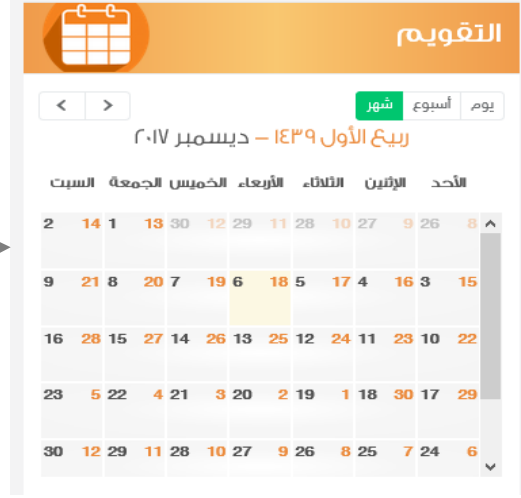 التقويم
يوم أسبوع شهر
ربيع الأول ١٤٣٩ – ديسمبر ٢٠١٧
الأحد الإثنين الثلاثاء الأربعاء الخميس الجمعة السبت
8 26 9 27 10 28 11 29 12 30 13 1 14 2
15 3 16 4 17 5 18 6 19 7 20 8 21 9
22 10 23 11 24 12 25 13 26 14 27 15 28 16
29 17 30 18 1 19 2 20 3 21 4 22 5 23
6 24 7 25 8 26 9 27 10 28 11 29 12 30